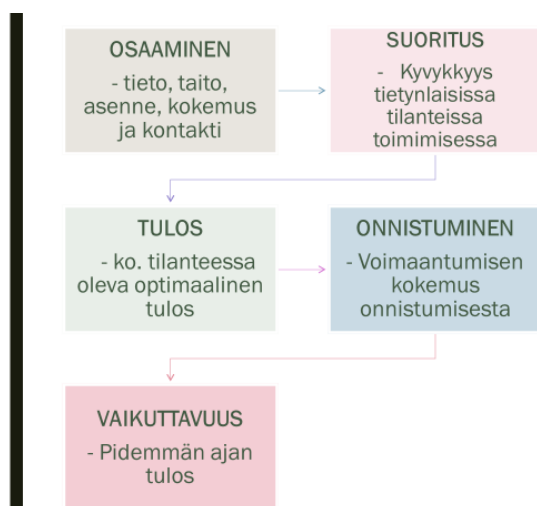 OSAAMINEN
- tieto, taito,
asenne, kokemus
ja kontakti
SUORITUS
- Kyvykkyys
tietynlaisissa
tilanteissa
toimimisessa
TULOS
- ko. tilanteessa
oleva optimaalinen
tulos
ONNISTUMINEN
- Voimaantumisen
kokemus
onnistumisesta
VAIKUTTAVUUS
- Pidemmän ajan
tulos